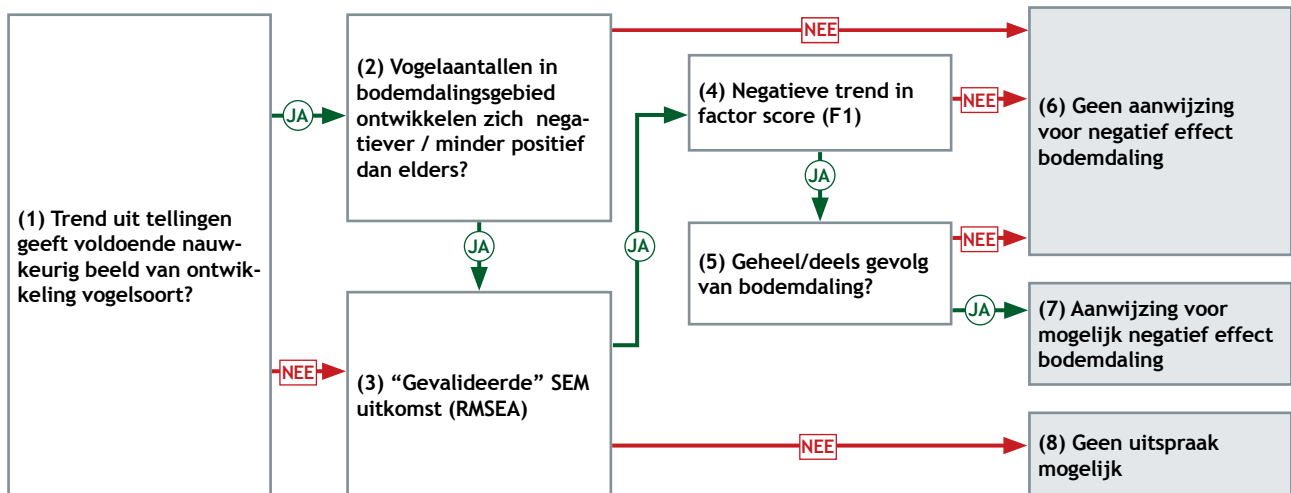 (1) Trend uit tellingen
geeft voldoende nauw-
keurig beeld van ontwik-
keling vogelsoort?
JA
NEE
(2) Vogelaantallen in
bodemdalingsgebied
ontwikkelen zich nega-
tiever / minder positief
dan elders?
NEE
JA
(3) “Gevalideerde” SEM
uitkomst (RMSEA)
JA
NEE
(4) Negatieve trend in
factor score (F1)
NEE
JA
(5) Geheel/deels gevolg
van bodemdaling?
NEE
JA
(6) Geen aanwijzing
voor negatief effect
bodemdaling
(7) Aanwijzing voor
mogelijk negatief effect
bodemdaling
(8) Geen uitspraak
mogelijk